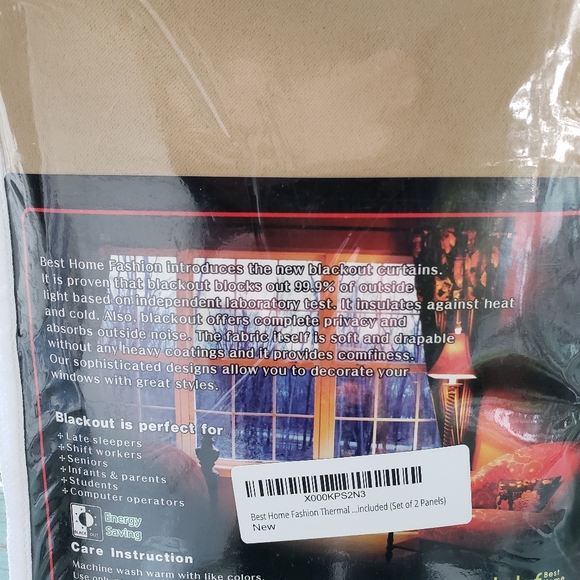 Best Home Fashion introduces the new blackout curtains.
It is proven that blackout blocks out 99.9% of outside
light based on independent laboratory test. It insulates against heat
and cold. Also, blackout offers complete privacy and
absorbs outside noise. The fabric itself is soft and drapable
without any heavy coatings and it provides comfiness.
Our sophisticated designs allow you to decorate your
windows with great styles.
Blackout is perfect for
+Late sleepers
+Shift workers
+Seniors
+Infants & parents
+Students
+Computer operators
Energy
Saving
Care Instruction
Machine wash warm with like colors.
X000KPS2N3
Best Home Fashion Thermal ...included (Set of 2 Panels)
New
Best